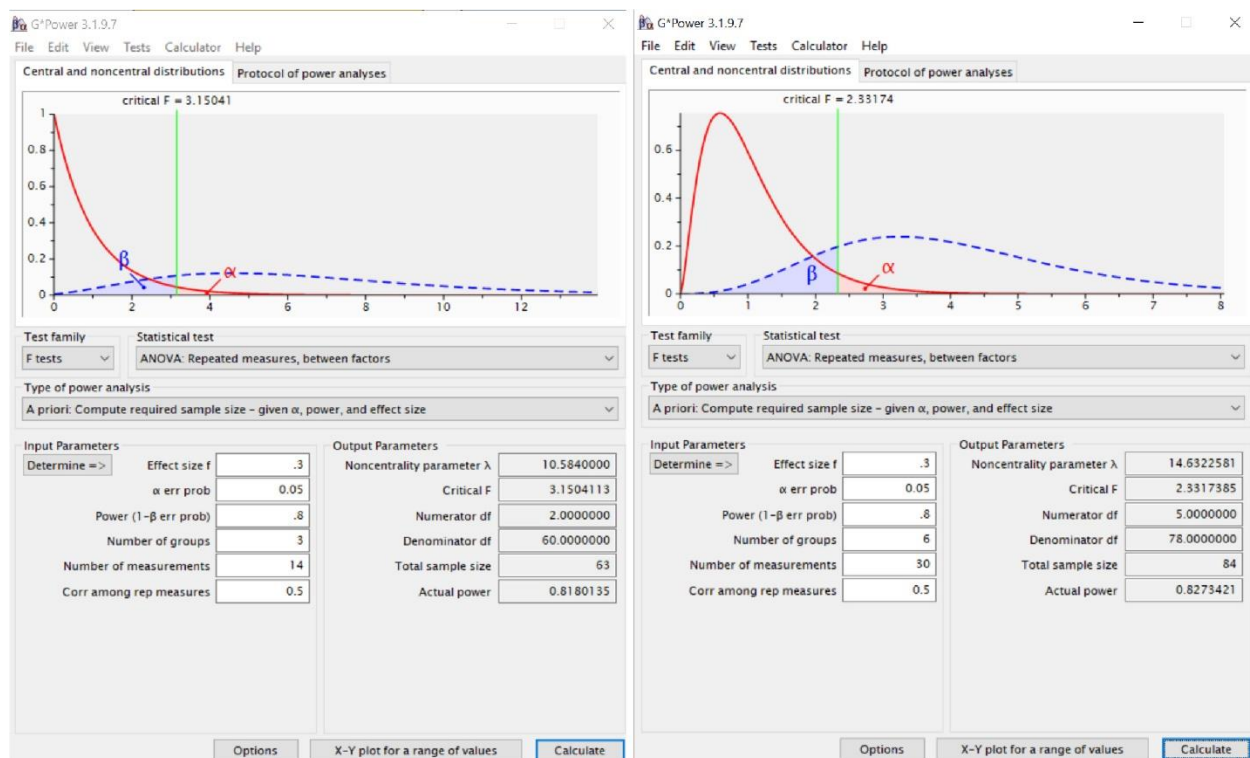 G*Power 3.1.9.7
File Edit View Tests Calculator Help
Central and noncentral distributions Protocol of power analyses
critical F = 3.15041
1
0.8
0.6
0.4
0.2
0
β
α
0 2 4 6 8 10 12
Test family Statistical test
F tests ANOVA: Repeated measures, between factors
Type of power analysis
A priori: Compute required sample size - given α, power, and effect size
Input Parameters Output Parameters
Determine => Effect size f .3 Noncentrality parameter λ 10.5840000
α err prob 0.05 Critical F 3.1504113
Power (1-β err prob) .8 Numerator df 2.0000000
Number of groups 3 Denominator df 60.0000000
Number of measurements 14 Total sample size 63
Corr among rep measures 0.5 Actual power 0.8180135
Options X-Y plot for a range of values Calculate
G*Power 3.1.9.7
File Edit View Tests Calculator Help
Central and noncentral distributions Protocol of power analyses
critical F = 2.33174
0.6
0.4
0.2
0
β
α
0 1 2 3 4 5 6 7 8
Test family Statistical test
F tests ANOVA: Repeated measures, between factors
Type of power analysis
A priori: Compute required sample size - given α, power, and effect size
Input Parameters Output Parameters
Determine => Effect size f .3 Noncentrality parameter λ 14.6322581
α err prob 0.05 Critical F 2.3317385
Power (1-β err prob) .8 Numerator df 5.0000000
Number of groups 6 Denominator df 78.0000000
Number of measurements 30 Total sample size 84
Corr among rep measures 0.5 Actual power 0.8273421
Options X-Y plot for a range of values Calculate